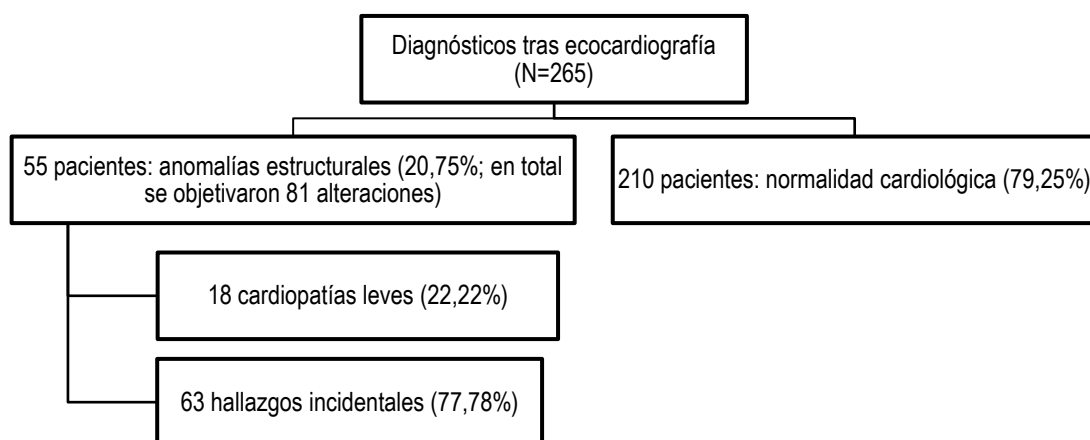 Diagnósticos tras ecocardiografía
(N=265)
55 pacientes: anomalías estructurales (20,75%; en total
se objetivaron 81 alteraciones)
210 pacientes: normalidad cardiológica (79,25%)
18 cardiopatías leves (22,22%)
63 hallazgos incidentales (77,78%)